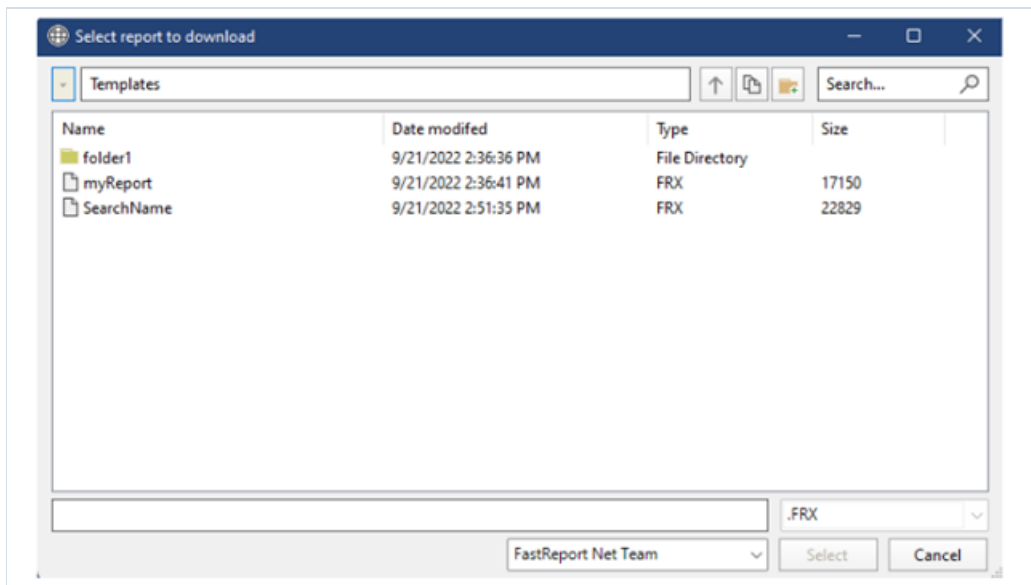 Select report to download
Templates Search...
Name Date modifed Type Size
folder1 9/21/2022 2:36:36 PM File Directory
myReport 9/21/2022 2:36:41 PM FRX 17150
SearchName 9/21/2022 2:51:35 PM FRX 22829
.FRX
FastReport Net Team Select Cancel